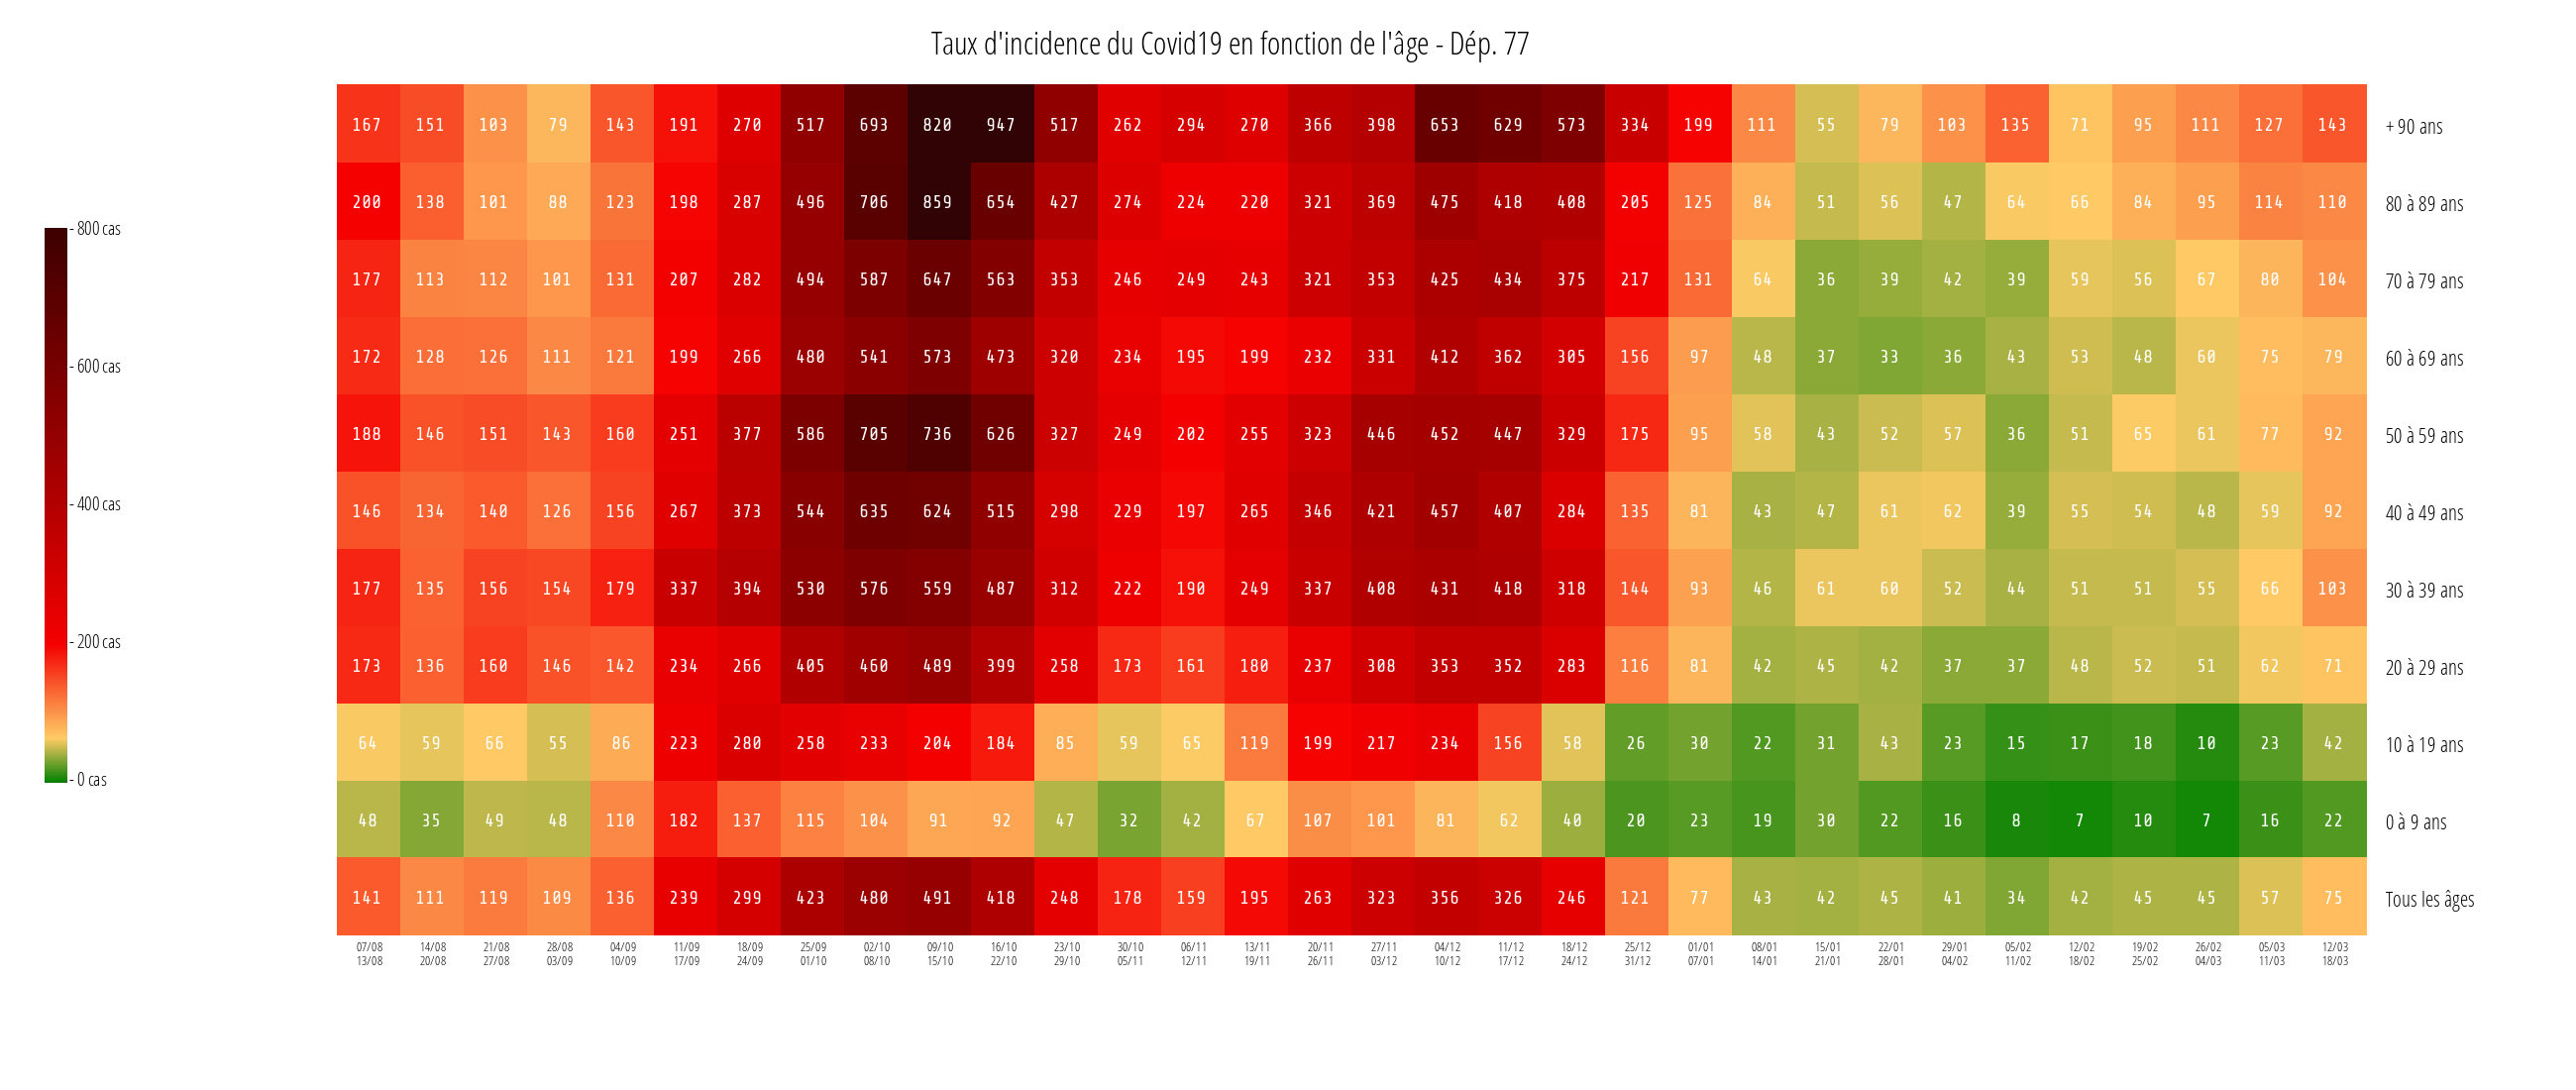 Taux d'incidence du Covid19 en fonction de l'âge - Dép. 77
167 151 103 79 143 191 270 517 693 820 947 517 262 294 270 366 398 653 629 573 334 199 111 55 79 103 135 71 95 111 127 143 + 90 ans
200 138 101 88 123 198 287 496 706 859 654 427 274 224 220 321 369 475 418 408 205 125 84 51 56 47 64 66 84 95 114 110 80 à 89 ans
- 800 cas
177 113 112 101 131 207 282 494 587 647 563 353 246 249 243 321 353 425 434 375 217 131 64 36 39 42 39 59 56 67 80 104 70 à 79 ans
172 128 126 111 121 199 266 480 541 573 473 320 234 195 199 232 331 412 362 305 156 97 48 37 33 36 43 53 48 60 75 79 60 à 69 ans
- 600 cas
188 146 151 143 160 251 377 586 705 736 626 327 249 202 255 323 446 452 447 329 175 95 58 43 52 57 36 51 65 61 77 92 50 à 59 ans
- 400 cas
146 134 140 126 156 267 373 544 635 624 515 298 229 197 265 346 421 457 407 284 135 81 43 47 61 62 39 55 54 48 59 92 40 à 49 ans
177 135 156 154 179 337 394 530 576 559 487 312 222 190 249 337 408 431 418 318 144 93 46 61 60 52 44 51 51 55 66 103 30 à 39 ans
- 200 cas
173 136 160 146 142 234 266 405 460 489 399 258 173 161 180 237 308 353 352 283 116 81 42 45 42 37 37 48 52 51 62 71 20 à 29 ans
64 59 66 55 86 223 280 258 233 204 184 85 59 65 119 199 217 234 156 58 26 30 22 31 43 23 15 17 18 10 23 42 10 à 19 ans
- 0 cas
48 35 49 48 110 182 137 115 104 91 92 47 32 42 67 107 101 81 62 40 20 23 19 30 22 16 8 7 10 7 16 22 0 à 9 ans
141 111 119 109 136 239 299 423 480 491 418 248 178 159 195 263 323 356 326 246 121 77 43 42 45 41 34 42 45 45 57 75 Tous les âges
07/08 14/08 21/08 28/08 04/09 11/09 18/09 25/09 02/10 09/10 16/10 23/10 30/10 06/11 13/11 20/11 27/11 04/12 11/12 18/12 25/12 01/01 08/01 15/01 22/01 29/01 05/02 12/02 19/02 26/02 05/03 12/03
13/08 20/08 27/08 03/09 10/09 17/09 24/09 01/10 08/10 15/10 22/10 29/10 05/11 12/11 19/11 26/11 03/12 10/12 17/12 24/12 31/12 07/01 14/01 21/01 28/01 04/02 11/02 18/02 25/02 04/03 11/03 18/03